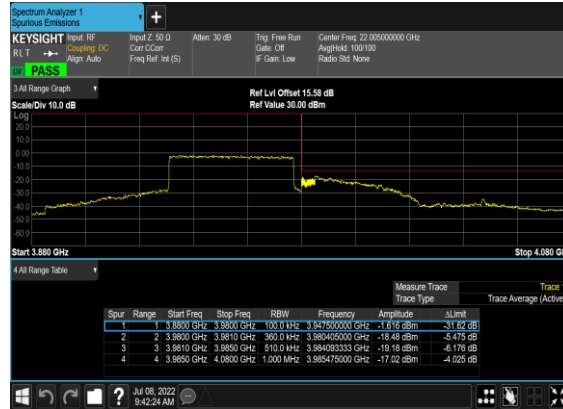 Spectrum Analyzer 1
Spurious Emissions
+
KEYSIGHT Input: RF Input Z: 50 Ω Atten: 30 dB Trig: Free Run Center Freq: 22.005000000 GHz
RLT Coupling: DC Corr CCorr Gate: Off Avg|Hold: 100/100
Align: Auto Freq Ref: Int (S) IF Gain: Low Radio Std: None
PASS
3 All Range Graph
Ref Lvl Offset 15.58 dB
Scale/Div 10.0 dB Ref Value 30.00 dBm
Log
20.0
10.0
0.00
-10.0
-20.0
-30.0
-40.0
-50.0
-60.0
Start 3.880 GHz Stop 4.080 G
4 All Range Table
Measure Trace Trace
Trace Type Trace Average (Active
Spur Range Start Freq Stop Freq RBW Frequency Amplitude ΔLimit
1 1 3.8800 GHz 3.9800 GHz 100.0 kHz 3.947500000 GHz -1.616 dBm -31.62 dB
2 2 3.9800 GHz 3.9810 GHz 360.0 kHz 3.980405000 GHz -18.48 dBm -5.475 dB
3 3 3.9810 GHz 3.9850 GHz 510.0 kHz 3.984093333 GHz -19.18 dBm -6.176 dB
4 4 3.9850 GHz 4.0800 GHz 1.000 MHz 3.985475000 GHz -17.02 dBm -4.025 dB
? Jul 08, 2022
9:42:24 AM